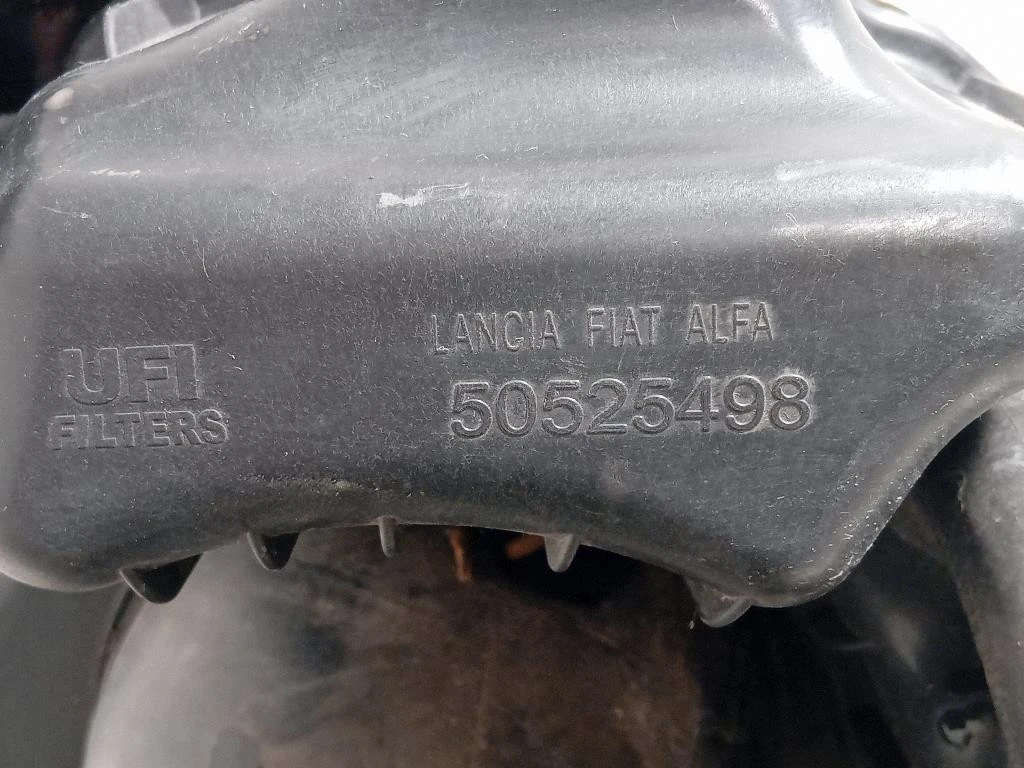 UFI
FILTERS
LANCIA FIAT ALFA
50525498